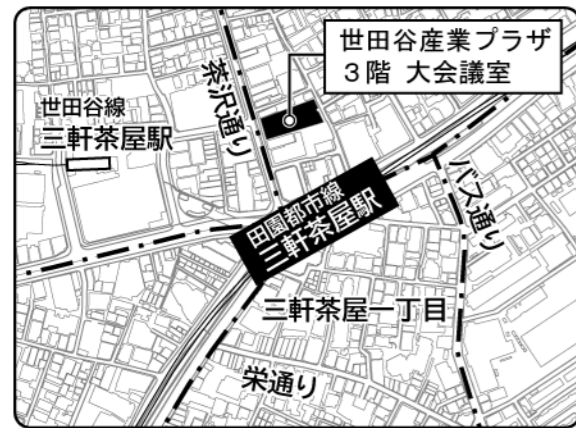 世田谷産業プラザ
3階 大会議室
茶沢通り
世田谷線
三軒茶屋駅
田園都市線
三軒茶屋駅
バス通り
三軒茶屋一丁目
栄通り